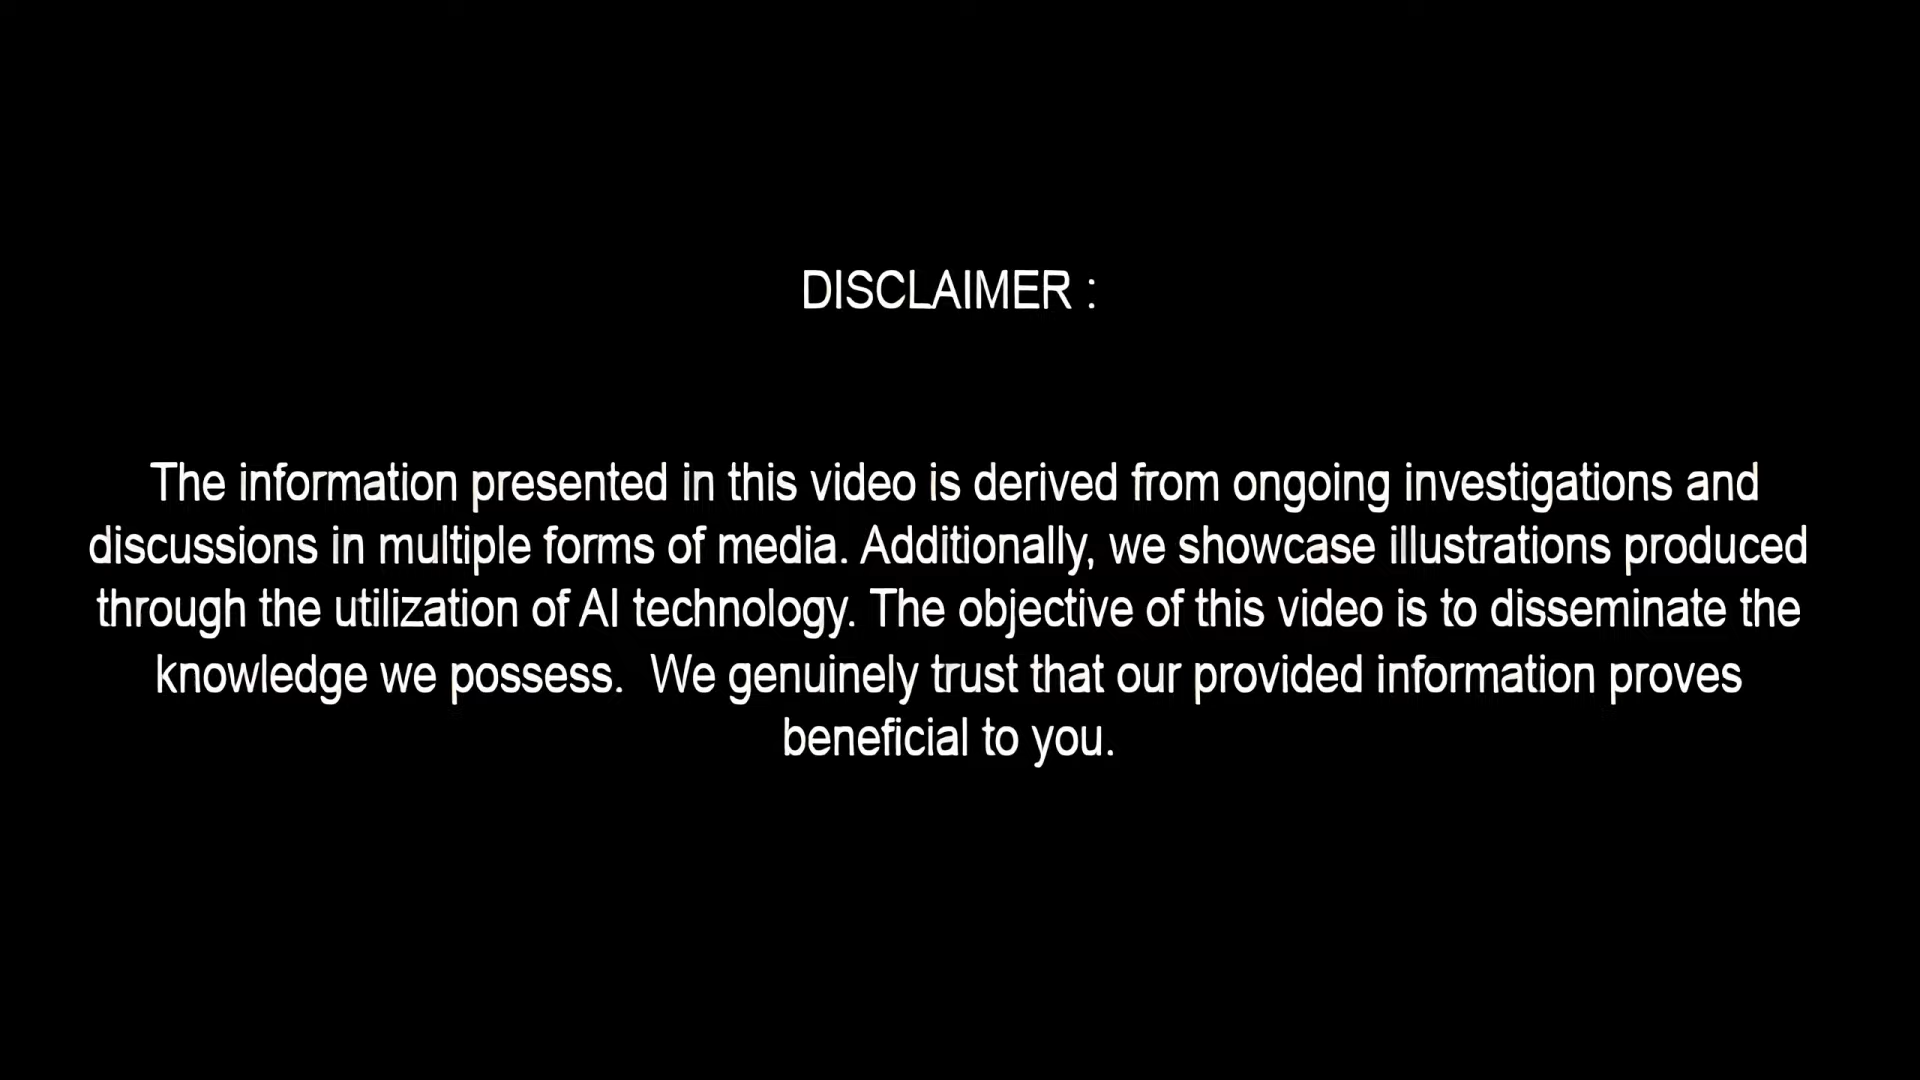 DISCLAIMER :
The information presented in this video is derived from ongoing investigations and
discussions in multiple forms of media. Additionally, we showcase illustrations produced
through the utilization of AI technology. The objective of this video is to disseminate the
knowledge we possess.  We genuinely trust that our provided information proves
beneficial to you.